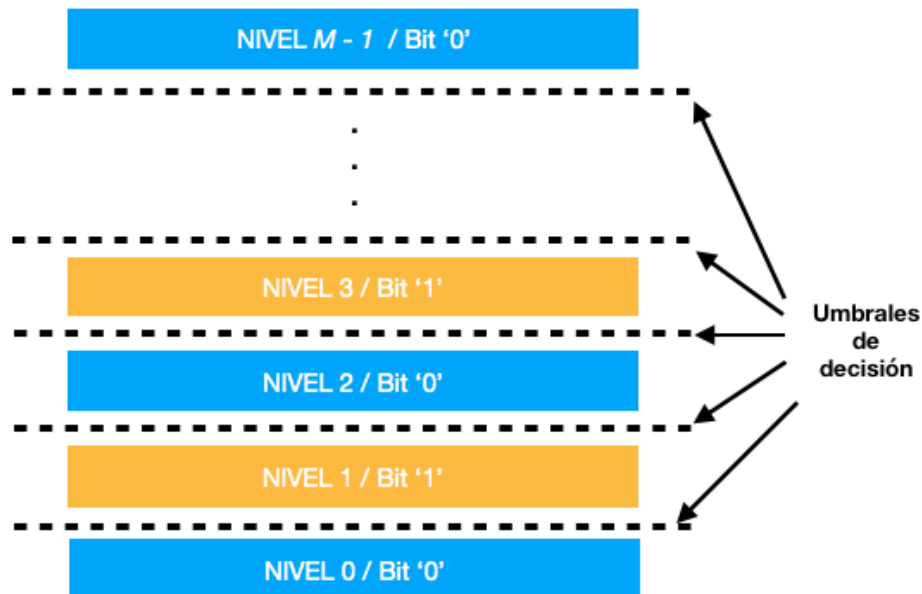 NIVEL M - 1 / Bit ‘0’
.
.
.
NIVEL 3 / Bit ‘1’
NIVEL 2 / Bit ‘0’
NIVEL 1 / Bit ‘1’
NIVEL 0 / Bit ‘0’
Umbrales
de
decisión